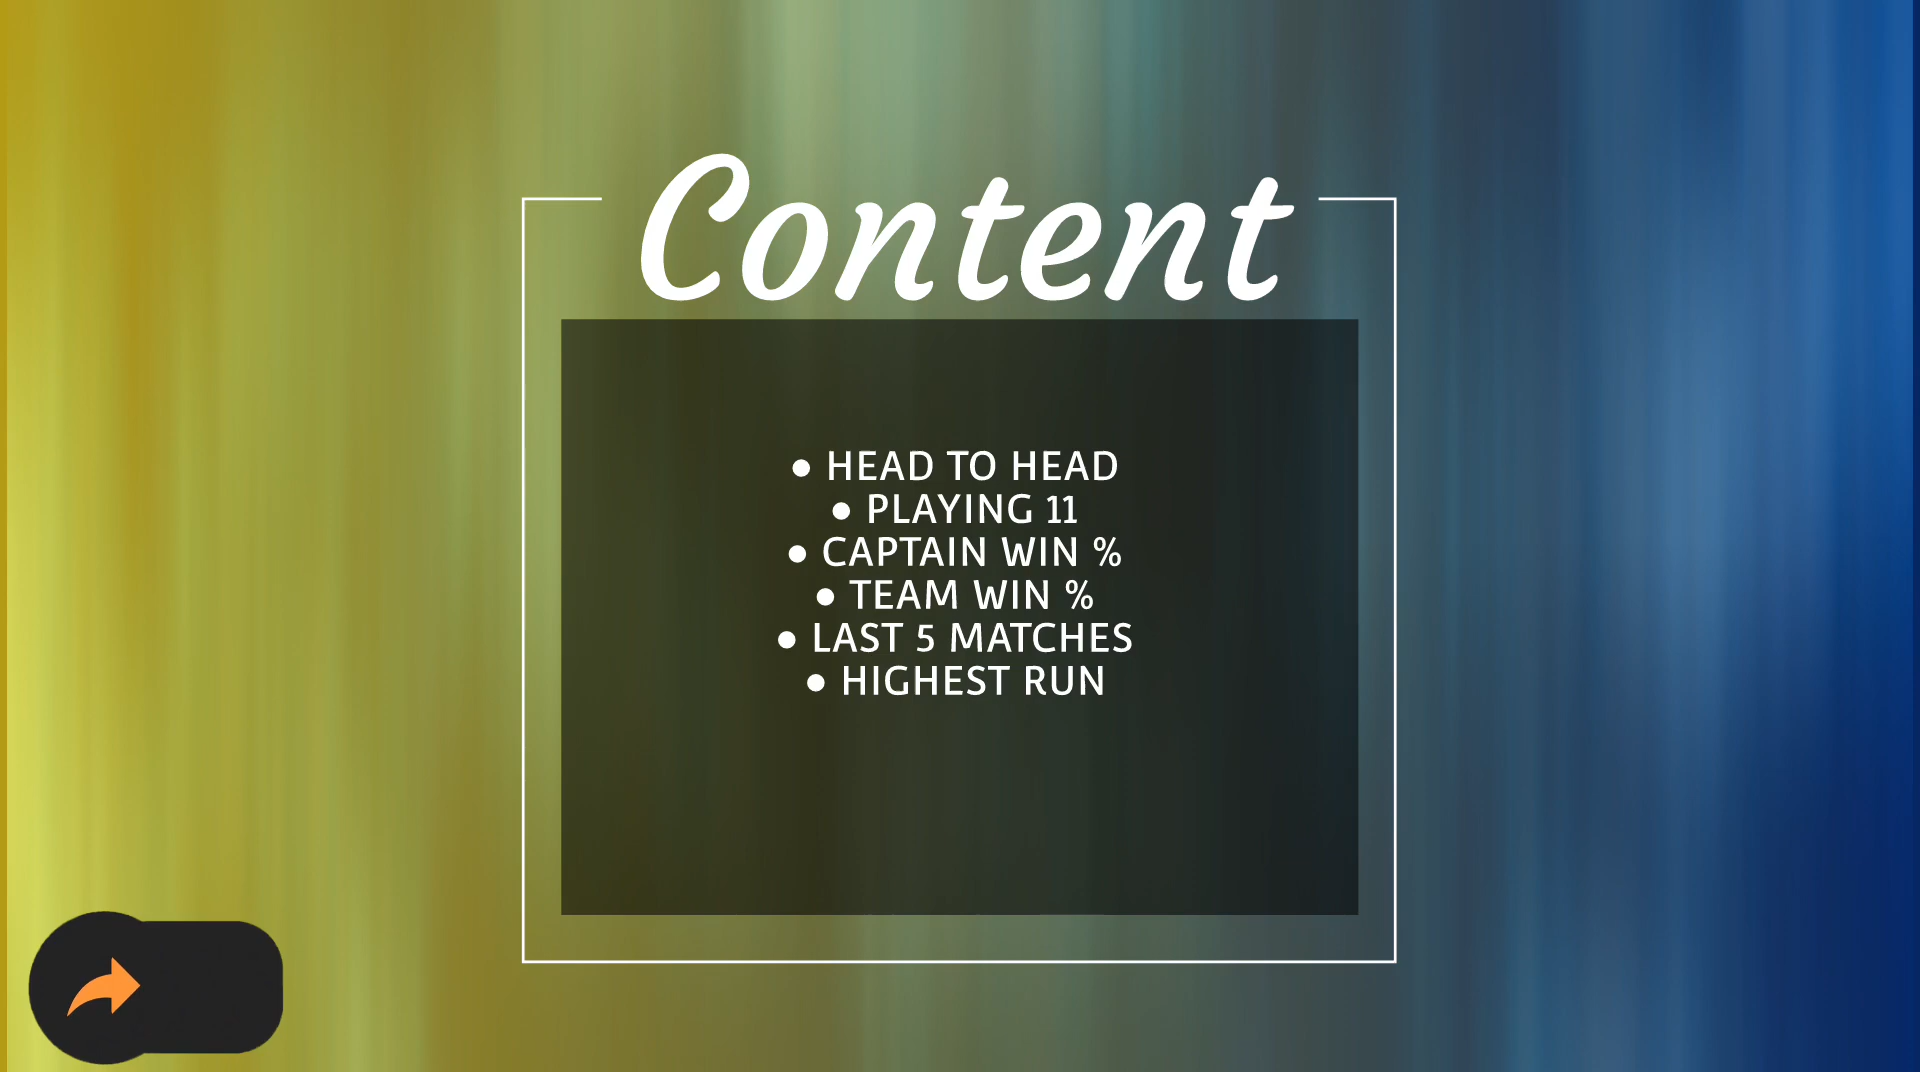 Content
● HEAD TO HEAD
● PLAYING 11
● CAPTAIN WIN %
● TEAM WIN %
● LAST 5 MATCHES
● HIGHEST RUN